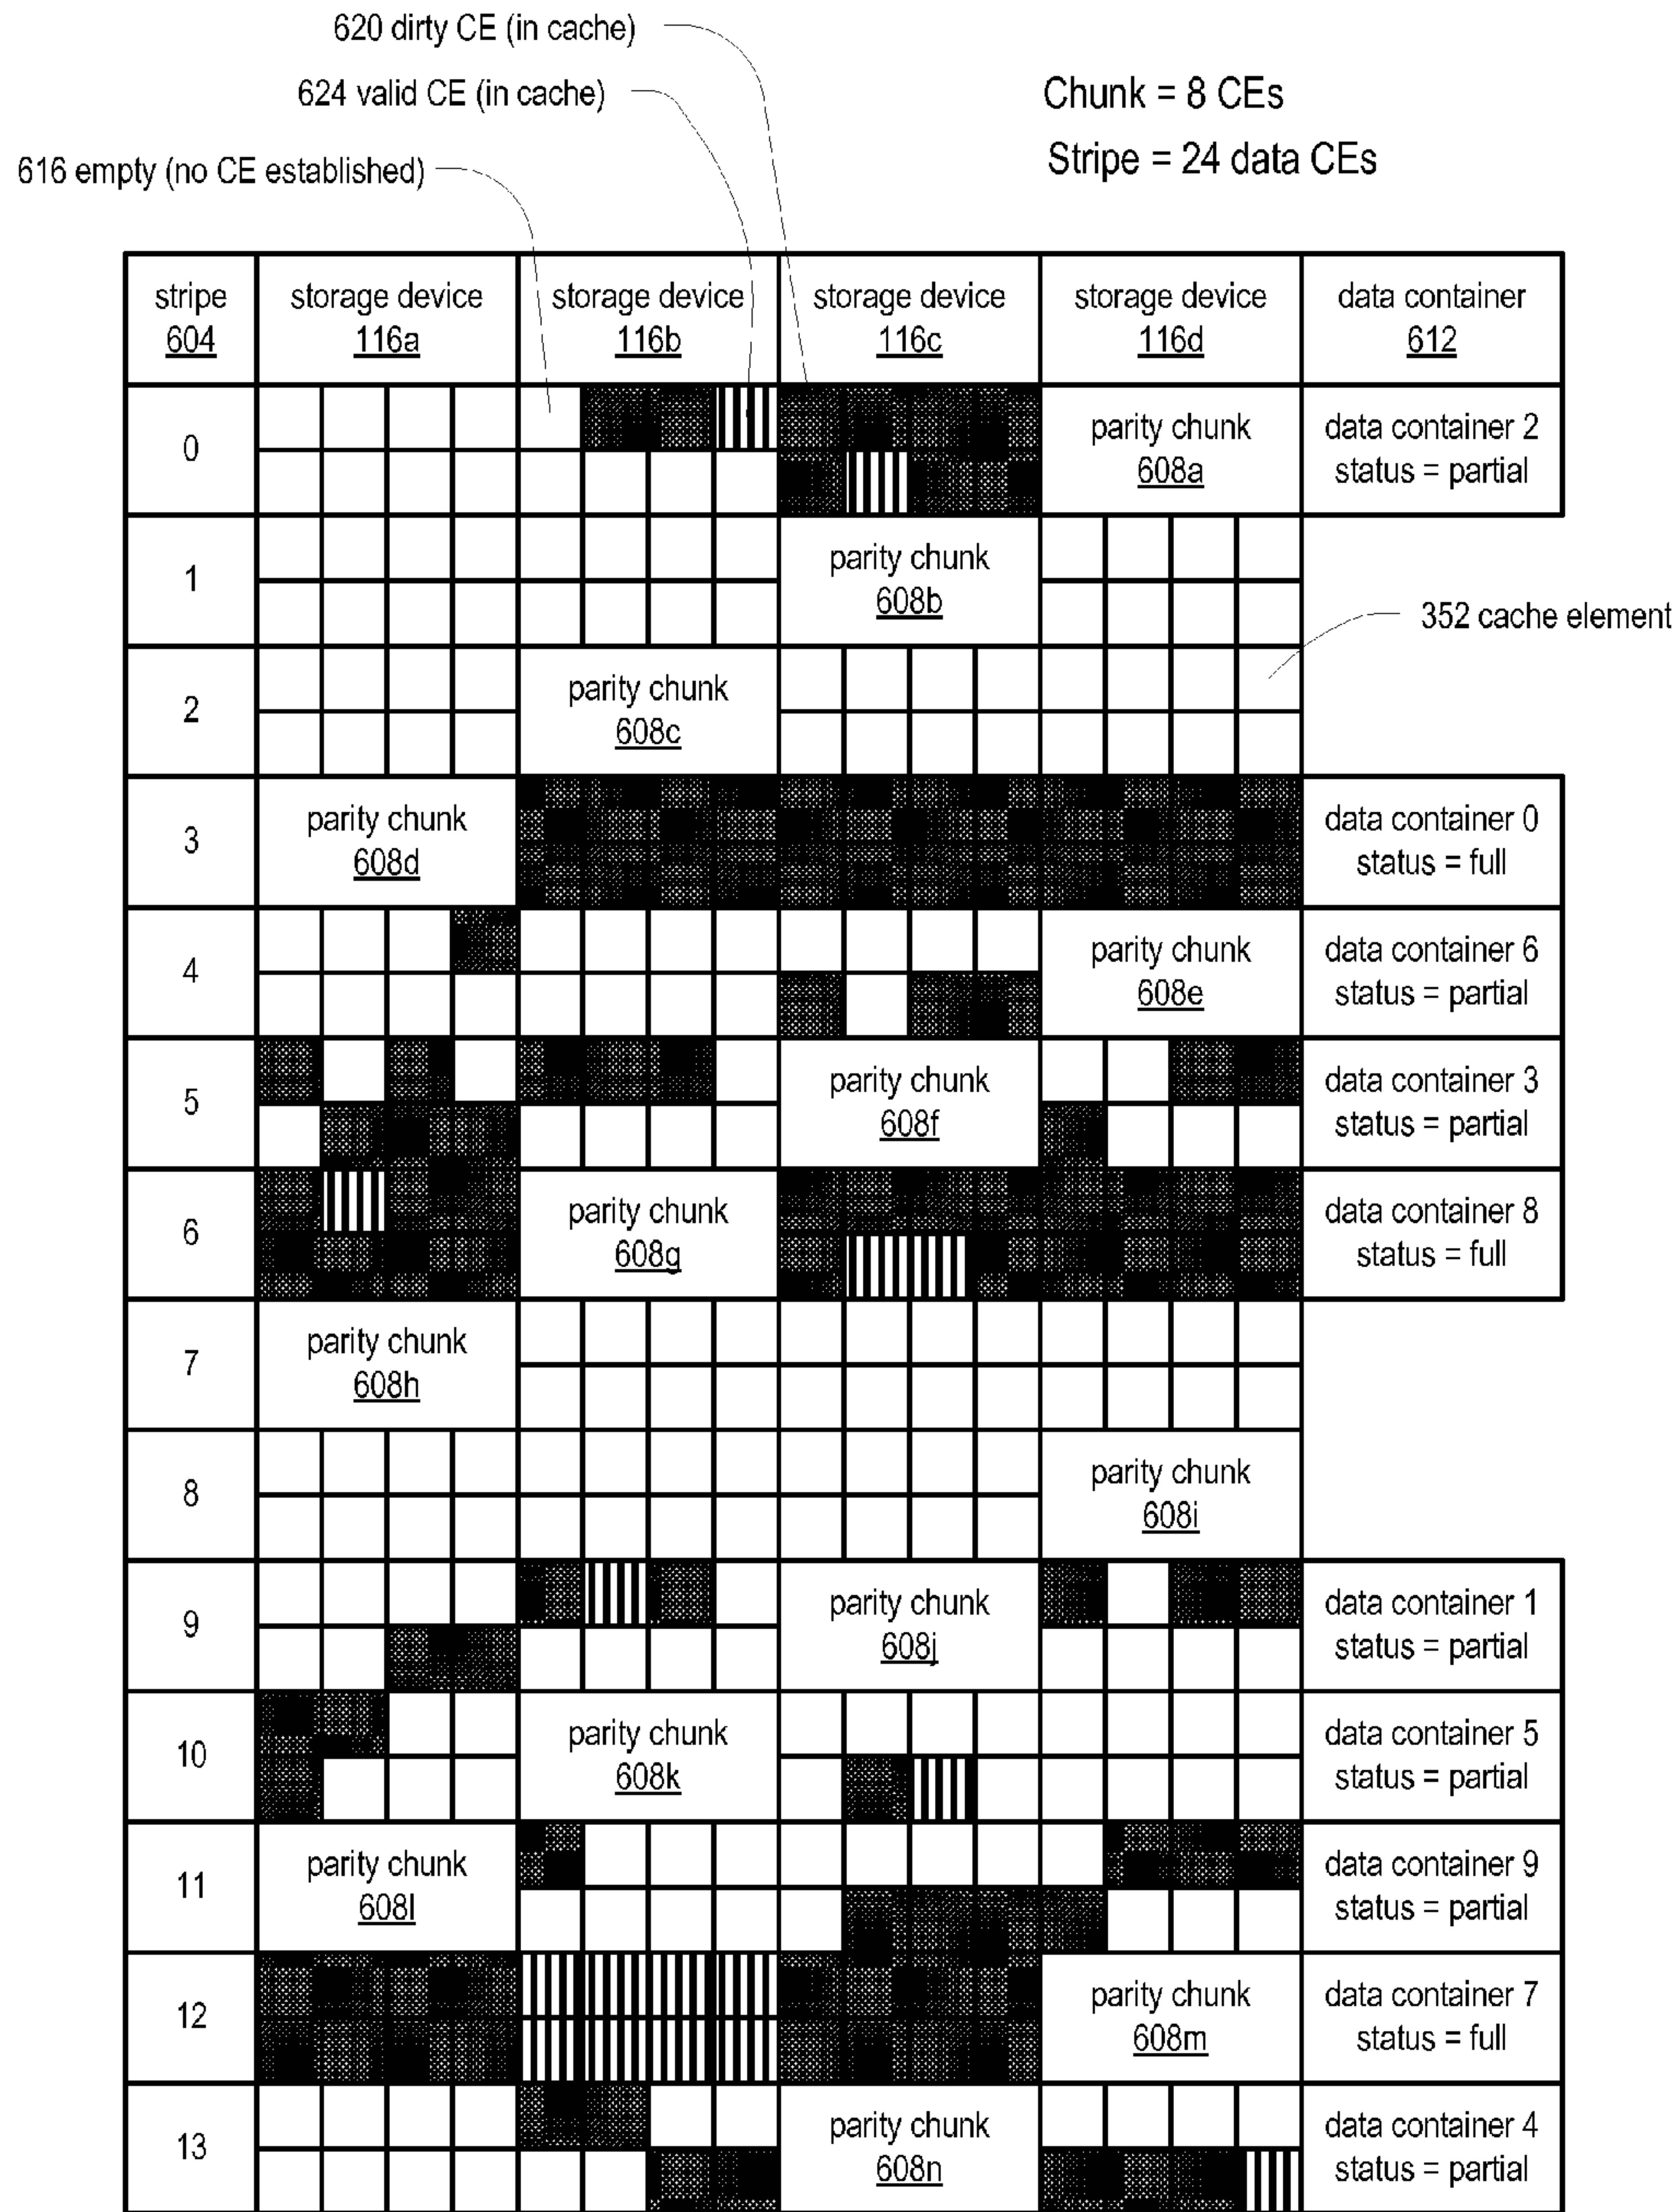 620 dirty CE (in cache)
624 valid CE (in cache)
616 empty (no CE established)
Chunk = 8 CEs
Stripe = 24 data CEs
stripe
604
storage device
116a
storage device
116b
storage device
116c
storage device
116d
data container
612
0
parity chunk
608a
data container 2
status = partial
1
parity chunk
608b
352 cache element
2
parity chunk
608c
3
parity chunk
608d
data container 0
status = full
4
parity chunk
608e
data container 6
status = partial
5
parity chunk
608f
data container 3
status = partial
6
parity chunk
608g
data container 8
status = full
7
parity chunk
608h
8
parity chunk
608i
9
parity chunk
608j
data container 1
status = partial
10
parity chunk
608k
data container 5
status = partial
11
parity chunk
608l
data container 9
status = partial
12
parity chunk
608m
data container 7
status = full
13
parity chunk
608n
data container 4
status = partial